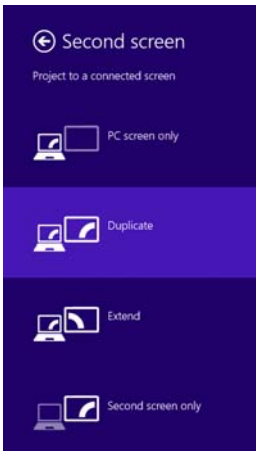 Second screen
Project to a connected screen
PC screen only
Duplicate
Extend
Second screen only